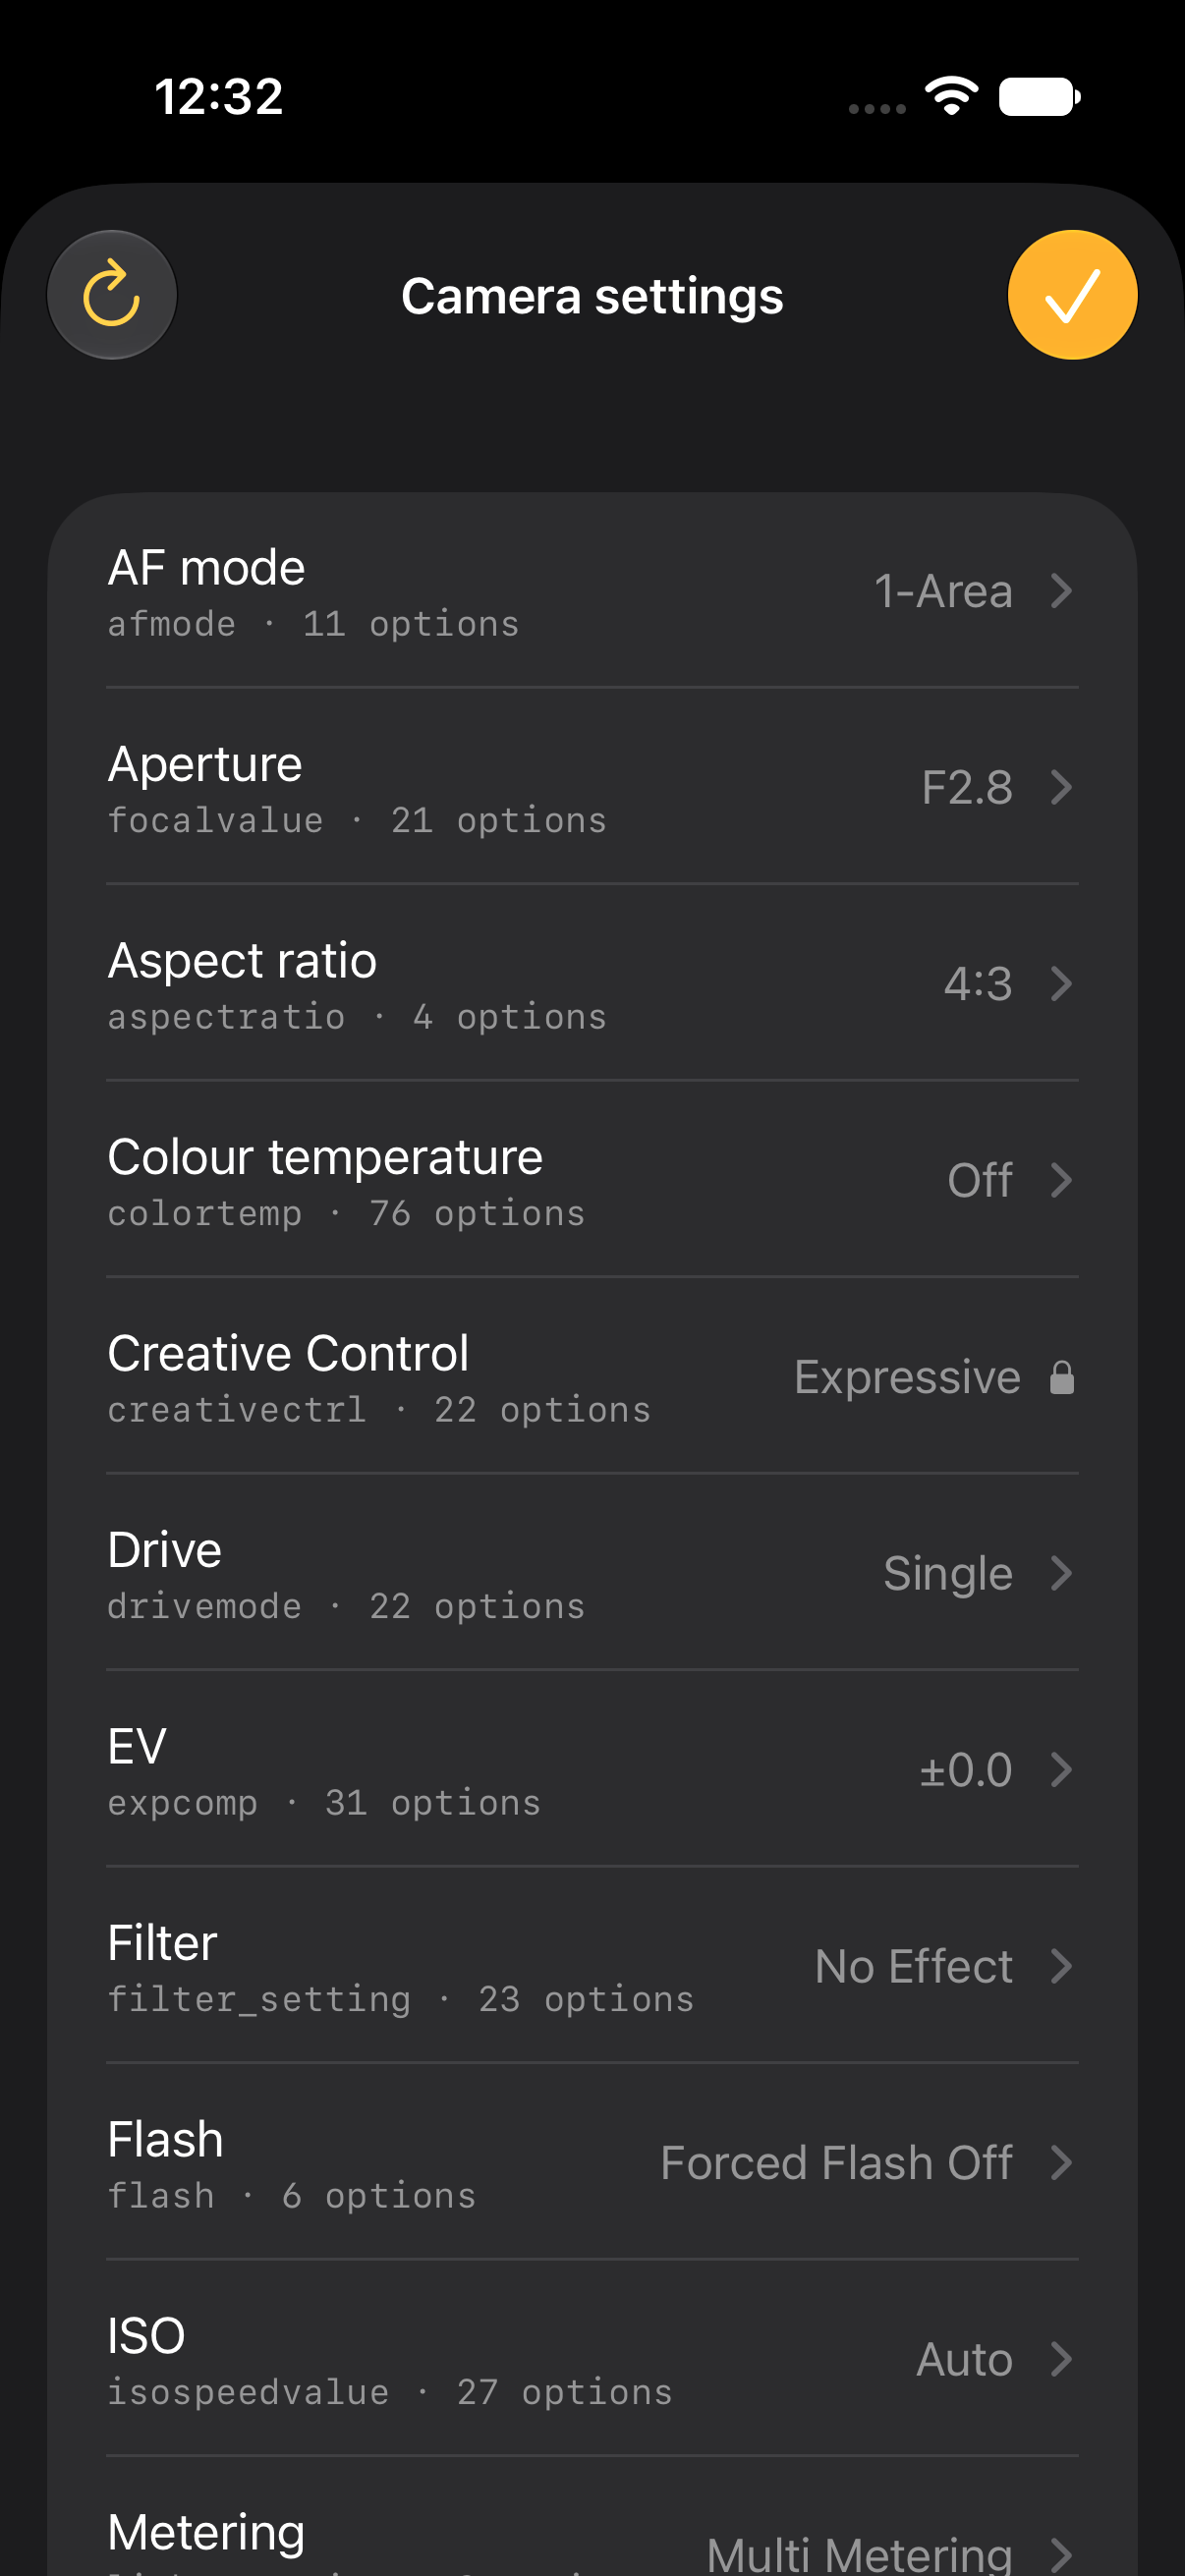 12:32
Camera settings
AF mode
1-Area
afmode · 11 options
Aperture
F2.8
focalvalue · 21 options
Aspect ratio
4:3
aspectratio · 4 options
Colour temperature
Off
colortemp · 76 options
Creative Control
Expressive
creativectrl · 22 options
Drive
Single
drivemode · 22 options
EV
±0.0
expcomp · 31 options
Filter
No Effect
filter_setting · 23 options
Flash
Forced Flash Off
flash · 6 options
ISO
Auto
isospeedvalue · 27 options
Metering
Multi Metering